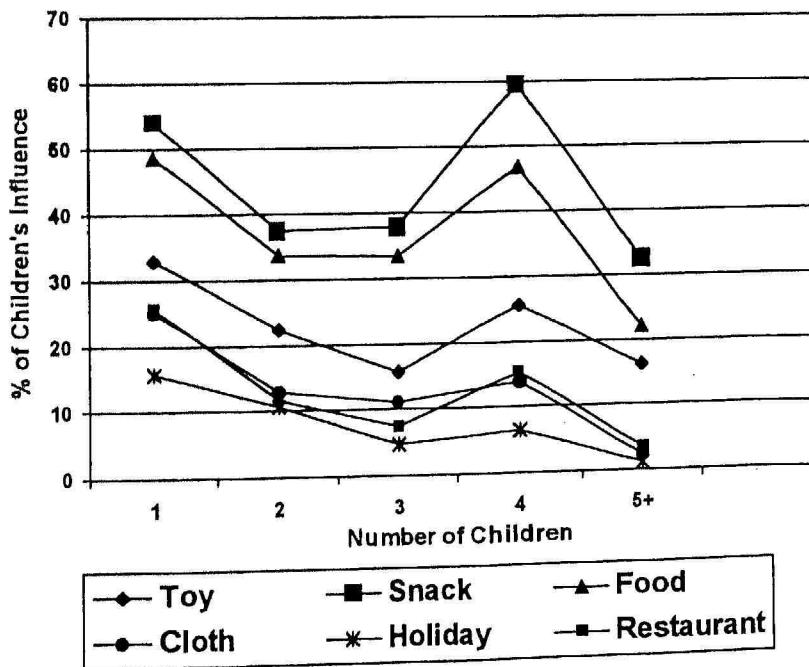 70
60
50
40
30
20
10
0
% of Children's Influence
1 2 3 4 5+
Number of Children
Toy Snack Food
Cloth Holiday Restaurant